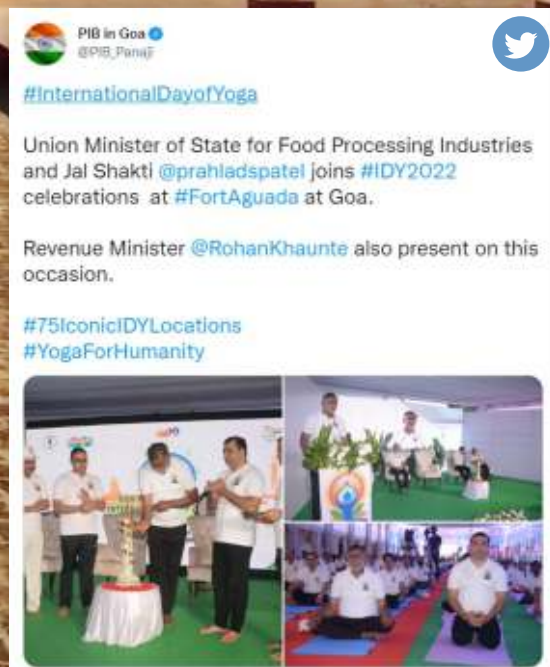 PIB in Goa
@PIB_Panaji
#InternationalDayofYoga
Union Minister of State for Food Processing Industries
and Jal Shakti @prahladspatel joins #IDY2022
celebrations at #FortAguada at Goa.
Revenue Minister @RohanKhaunte also present on this
occasion.
#75IconicIDYLocations
#YogaForHumanity